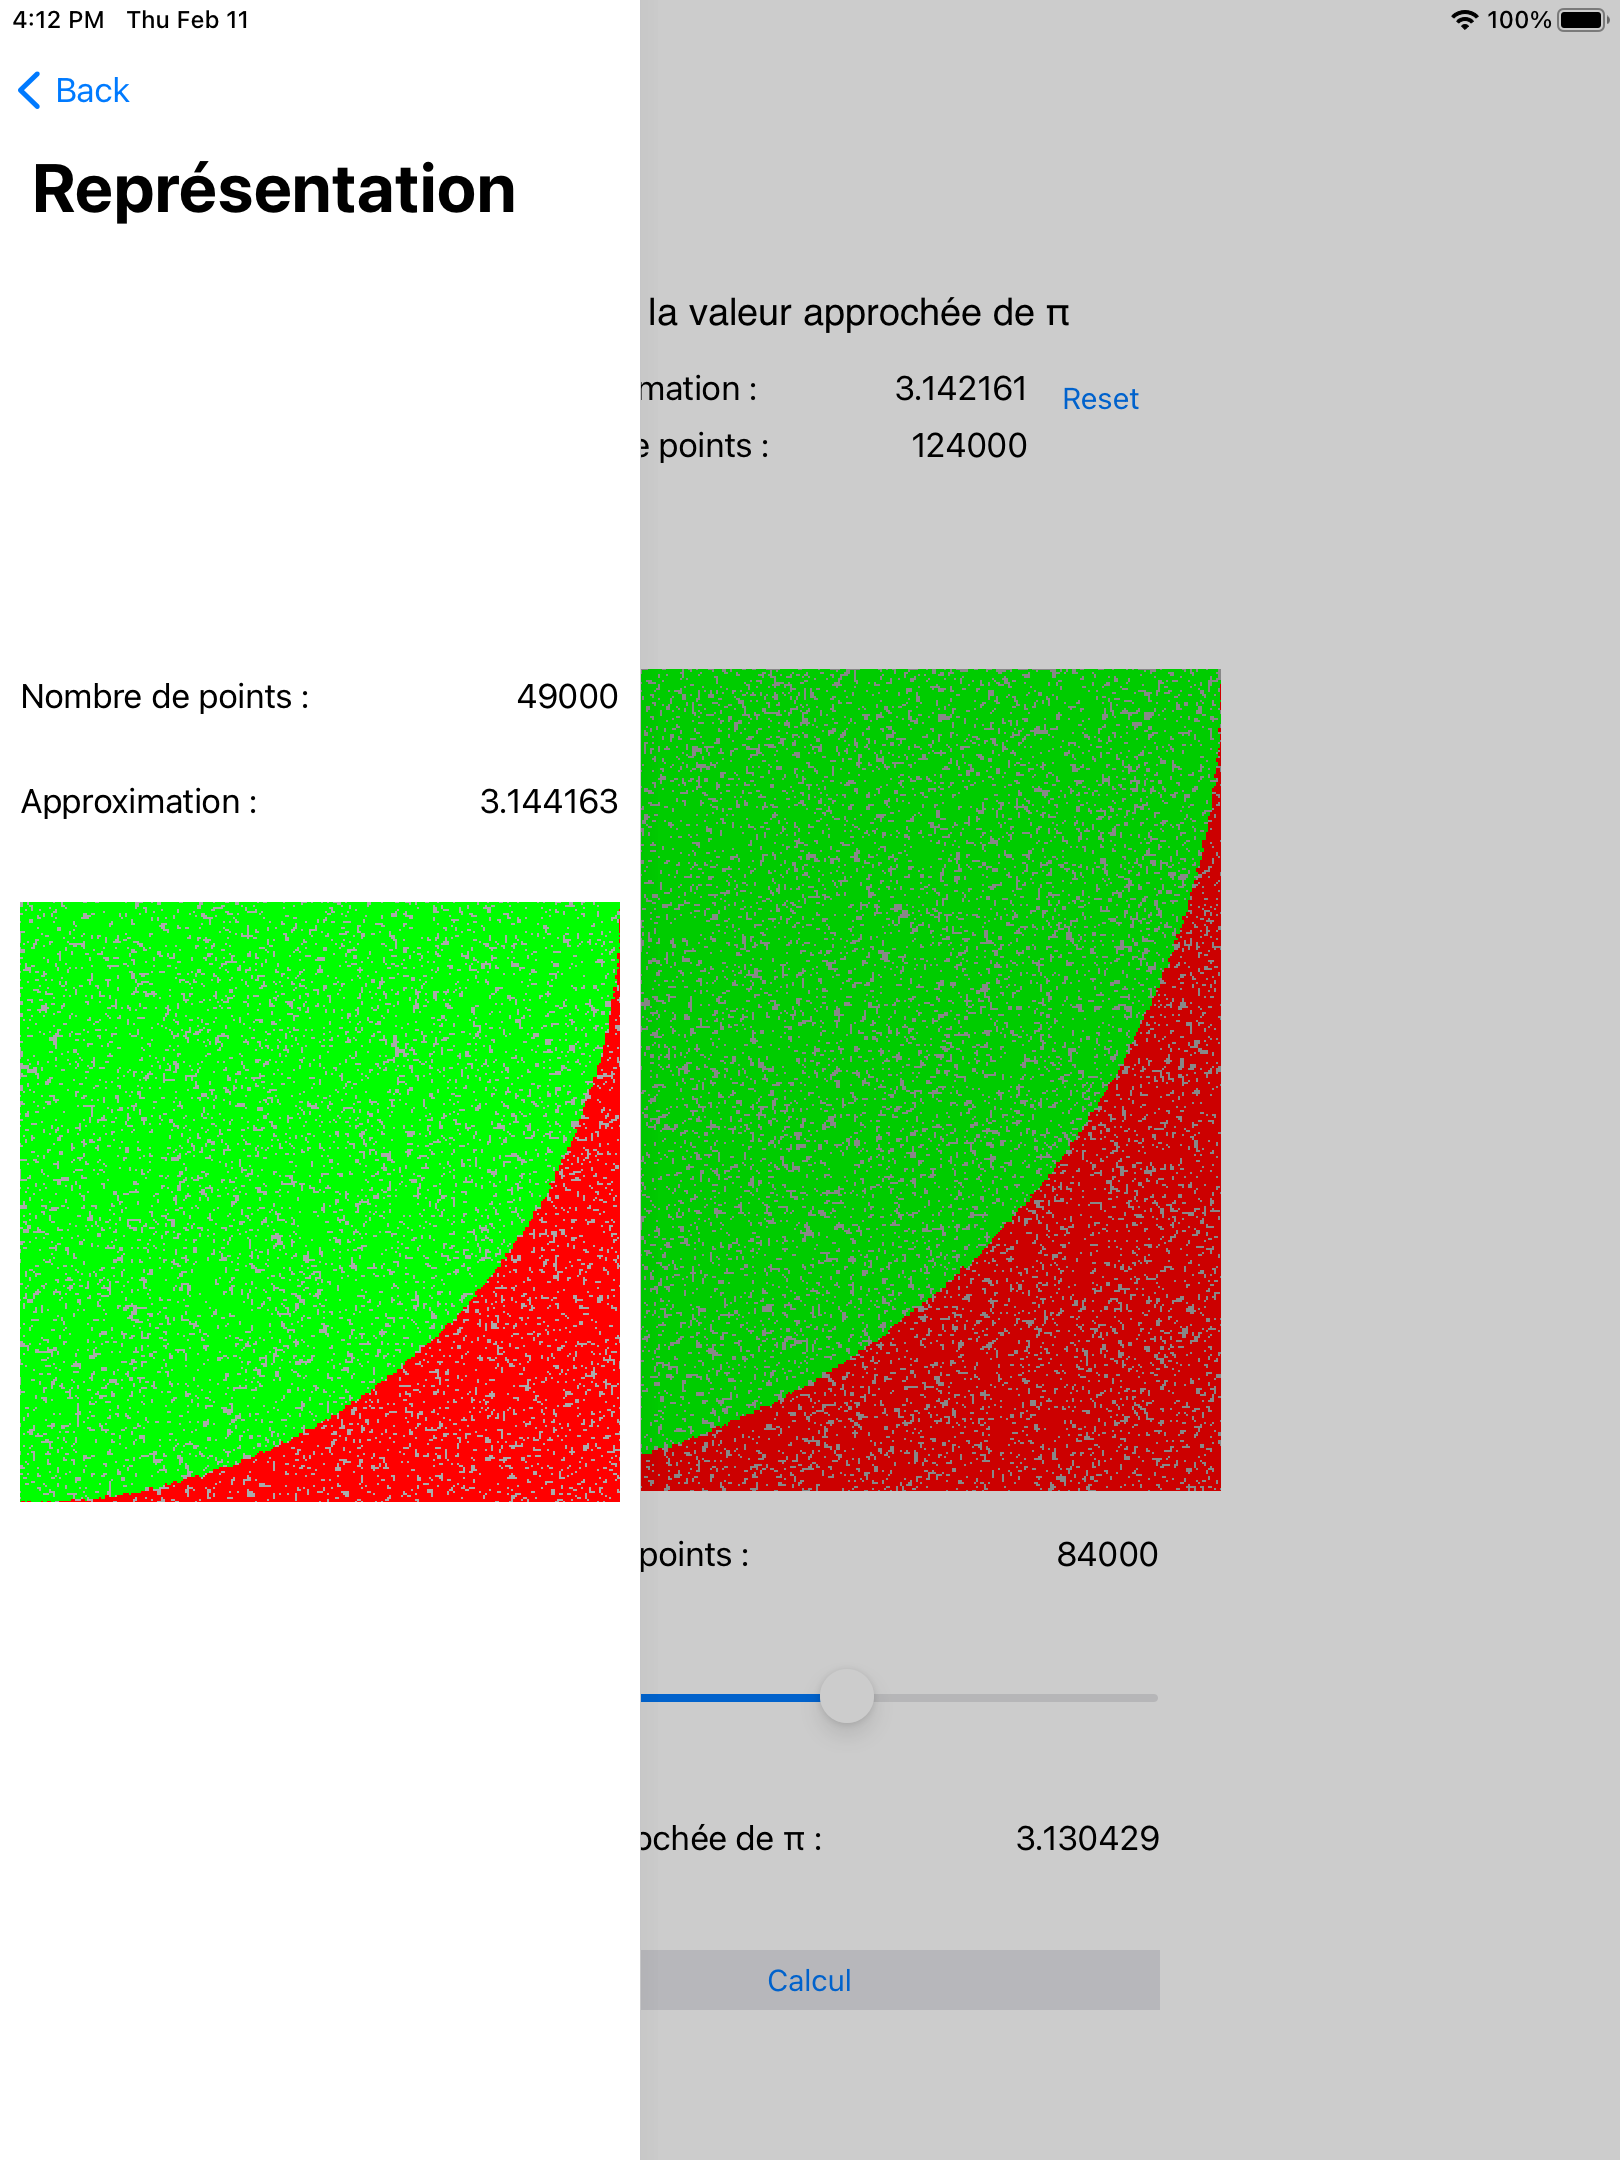 4:12 PM Thu Feb 11
100%
Back
Représentation
la valeur approchée de π
mation : 3.142161
Reset
points : 124000
Nombre de points : 49000
Approximation : 3.144163
points : 84000
ochée de π : 3.130429
Calcul